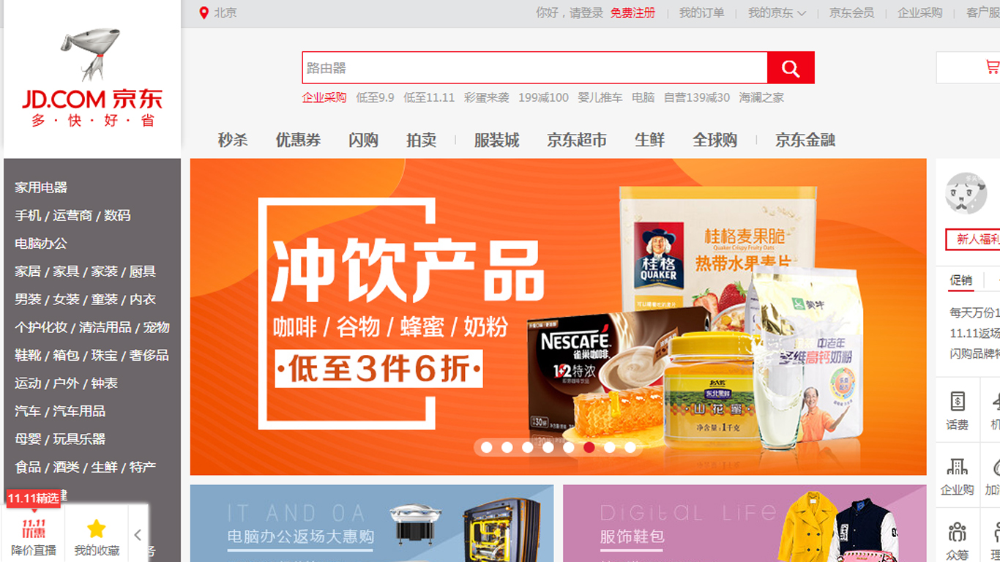 北京
你好，请登录 免费注册 我的订单 我的京东 京东会员 企业采购 客户服
JD.COM 京东
多·快·好·省
路由器
企业采购 低至9.9 低至11.11 彩蛋来袭 199减100 婴儿推车 电脑 自营139减30 海澜之家
秒杀 优惠券 闪购 拍卖 服装城 京东超市 生鲜 全球购 京东金融
家用电器
手机 / 运营商 / 数码
电脑办公
家居 / 家具 / 家装 / 厨具
男装 / 女装 / 童装 / 内衣
个护化妆 / 清洁用品 / 宠物
鞋靴 / 箱包 / 珠宝 / 奢侈品
运动 / 户外 / 钟表
汽车 / 汽车用品
母婴 / 玩具乐器
食品 / 酒类 / 生鲜 / 特产
建
务
11.11精选
11.11
优惠
降价直播
我的收藏
冲饮产品
咖啡 / 谷物 / 蜂蜜 / 奶粉
·低至3件6折·
桂格
QUAKER
桂格麦果脆
Quaker Crispy Fruity Oats
热带水果麦片
NESCAFÉ
雀巢咖啡
1+2 特浓
东北黑蜂
山花蜜
净含量:1千克
蒙牛
中老年
多维高钙奶粉
IT AND OA
电脑办公返场大惠购
DiGitAL LiFe
服饰鞋包
新人福利
促销
每天万份1
11.11返场
闪购品牌特
话费
机
企业购
加油
众筹
理